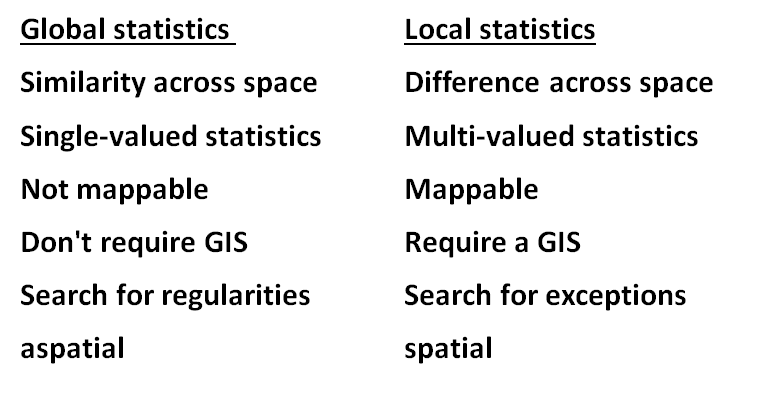 Global statistics Local statistics
Similarity across space Difference across space
Single-valued statistics Multi-valued statistics
Not mappable Mappable
Don't require GIS Require a GIS
Search for regularities Search for exceptions
aspatial spatial